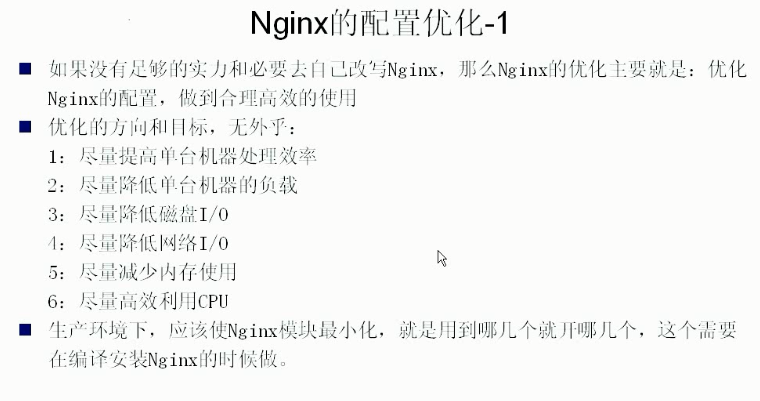 Nginx的配置优化-1
如果没有足够的实力和必要去自己改写Nginx，那么Nginx的优化主要就是：优化
Nginx的配置，做到合理高效的使用
优化的方向和目标，无外乎：
1：尽量提高单台机器处理效率
2：尽量降低单台机器的负载
3：尽量降低磁盘I/O
4：尽量降低网络I/O
5：尽量减少内存使用
6：尽量高效利用CPU
生产环境下，应该使Nginx模块最小化，就是用到哪几个就开哪几个，这个需要
在编译安装Nginx的时候做。